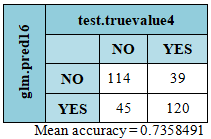 test.truevalue4
glm.pred16
NO YES
NO 114 39
YES 45 120
Mean accuracy = 0.7358491